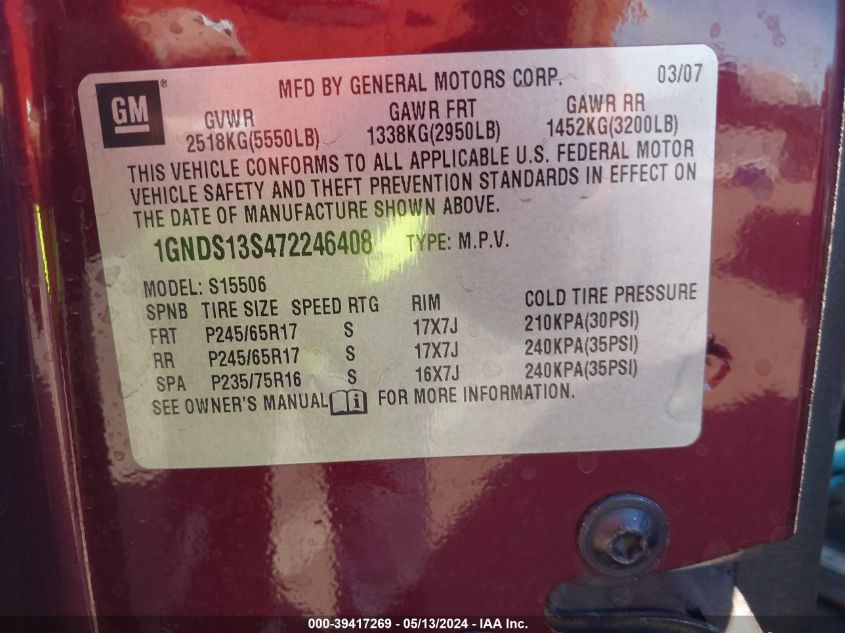 GM ® MFD BY GENERAL MOTORS CORP. 03/07
GVWR GAWR FRT GAWR RR
2518KG(5550LB) 1338KG(2950LB) 1452KG(3200LB)
THIS VEHICLE CONFORMS TO ALL APPLICABLE U.S. FEDERAL MOTOR
VEHICLE SAFETY AND THEFT PREVENTION STANDARDS IN EFFECT ON
THE DATE OF MANUFACTURE SHOWN ABOVE.
1GNDS13S472246408 TYPE: M.P.V.
MODEL: S15506
SPNB TIRE SIZE SPEED RTG RIM COLD TIRE PRESSURE
FRT P245/65R17 S 17X7J 210KPA(30PSI)
RR P245/65R17 S 17X7J 240KPA(35PSI)
SPA P235/75R16 S 16X7J 240KPA(35PSI)
SEE OWNER'S MANUAL i FOR MORE INFORMATION.
000-39417269 - 05/13/2024 - IAA Inc.